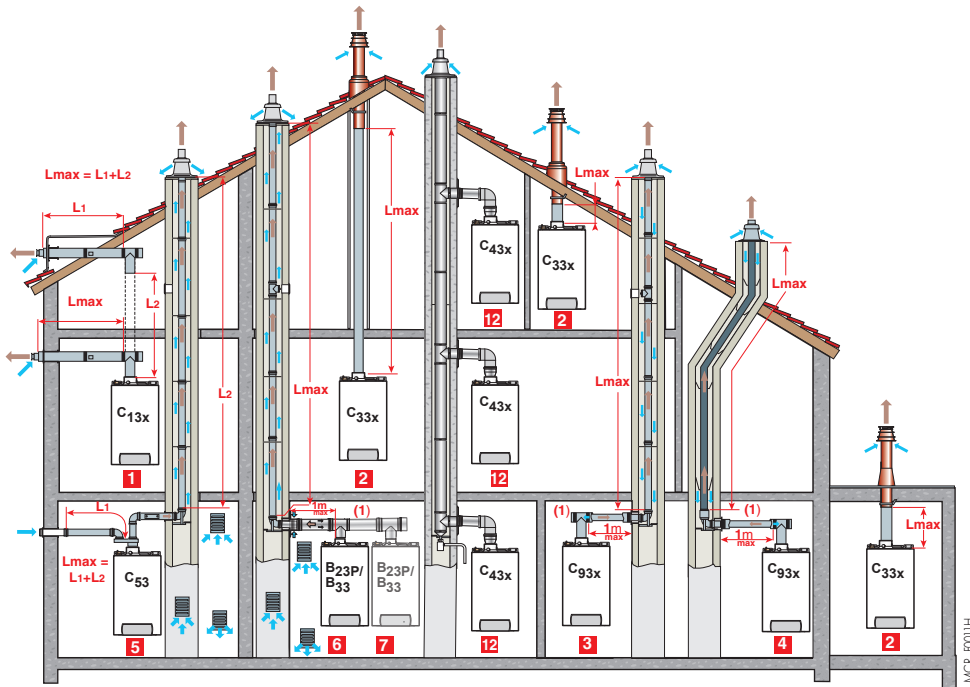 Lmax = L1+L2
L1
Lmax
L2
C13x
1
L1
Lmax =
L1+L2
C53
5
L2
Lmax
Lmax
C33x
2
1m
max
(1)
B23P/
B33
6
B23P/
B33
7
C43x
12
C43x
12
C43x
12
Lmax
C33x
2
Lmax
(1)
1m
max
C93x
3
Lmax
(1)
1m
max
C93x
4
Lmax
C33x
2
MCR_F0011H